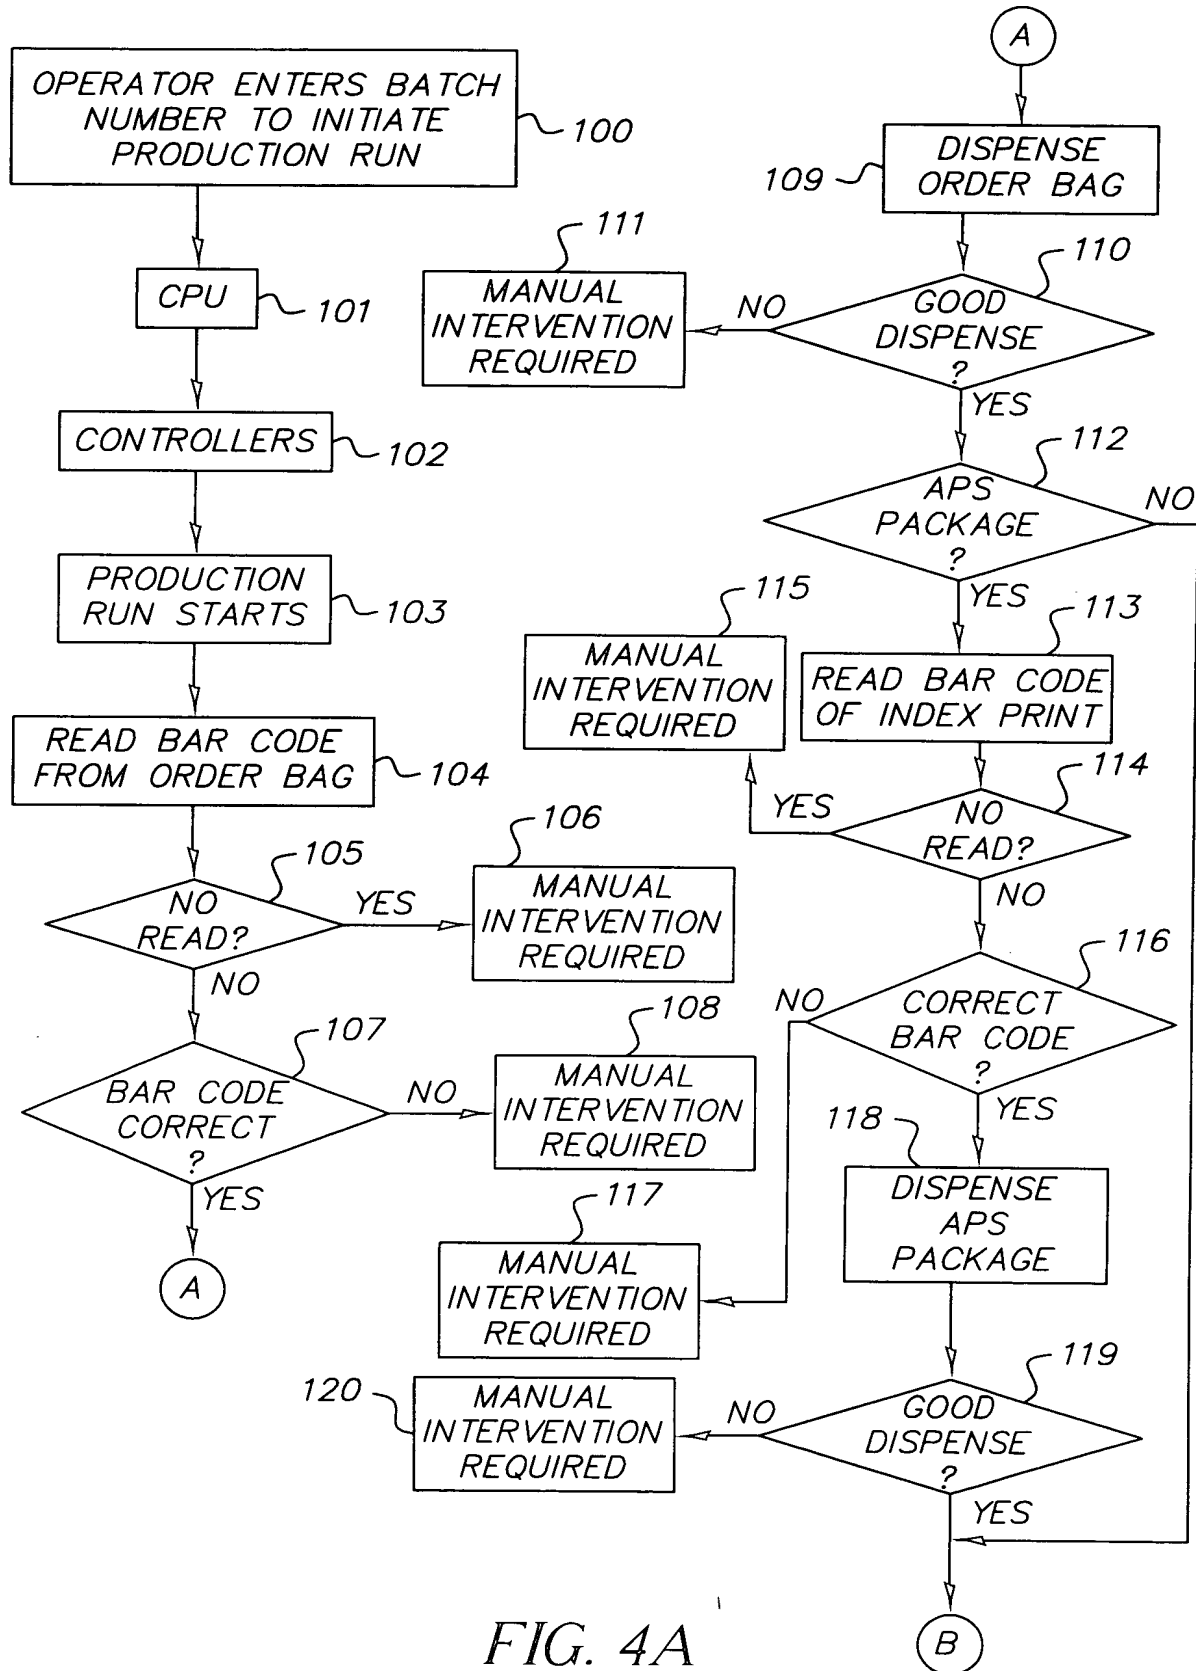 OPERATOR ENTERS BATCH
NUMBER TO INITIATE
PRODUCTION RUN
100
CPU
101
CONTROLLERS
102
PRODUCTION
RUN STARTS
103
READ BAR CODE
FROM ORDER BAG
104
105
NO
READ?
YES
106
MANUAL
INTERVENTION
REQUIRED
NO
107
BAR CODE
CORRECT
?
NO
108
MANUAL
INTERVENTION
REQUIRED
YES
A
A
DISPENSE
ORDER BAG
109
110
GOOD
DISPENSE
?
NO
111
MANUAL
INTERVENTION
REQUIRED
YES
112
APS
PACKAGE
?
NO
YES
113
READ BAR CODE
OF INDEX PRINT
114
NO
READ?
YES
115
MANUAL
INTERVENTION
REQUIRED
NO
116
CORRECT
BAR CODE
?
NO
117
MANUAL
INTERVENTION
REQUIRED
YES
118
DISPENSE
APS
PACKAGE
119
GOOD
DISPENSE
?
NO
120
MANUAL
INTERVENTION
REQUIRED
YES
B
FIG. 4A